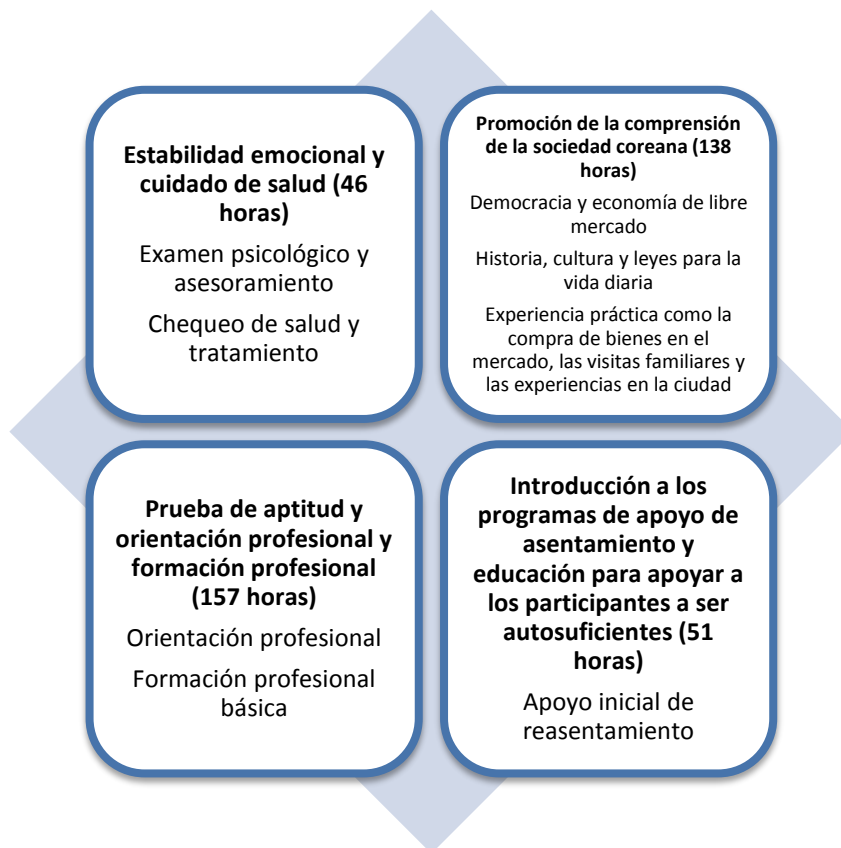 Estabilidad emocional y
cuidado de salud (46
horas)
Examen psicológico y
asesoramiento
Chequeo de salud y
tratamiento
Promoción de la comprensión
de la sociedad coreana (138
horas)
Democracia y economía de libre
mercado
Historia, cultura y leyes para la
vida diaria
Experiencia práctica como la
compra de bienes en el
mercado, las visitas familiares y
las experiencias en la ciudad
Prueba de aptitud y
orientación profesional y
formación profesional
(157 horas)
Orientación profesional
Formación profesional
básica
Introducción a los
programas de apoyo de
asentamiento y
educación para apoyar a
los participantes a ser
autosuficientes (51
horas)
Apoyo inicial de
reasentamiento